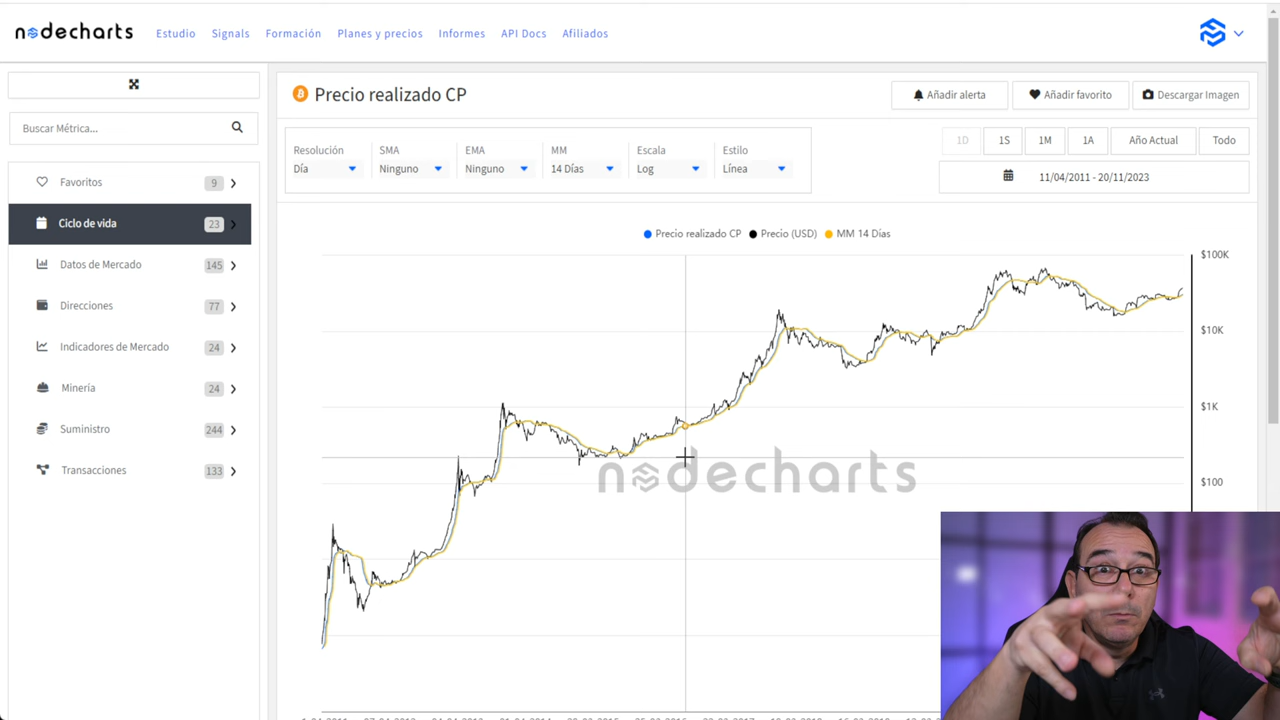 nodecharts Estudio Signals Formación Planes y precios Informes API Docs Afiliados
Buscar Métrica...
Favoritos 9
Ciclo de vida 23
Datos de Mercado 145
Direcciones 77
Indicadores de Mercado 24
Minería 24
Suministro 244
Transacciones 133
Precio realizado CP
Añadir alerta Añadir favorito Descargar Imagen
Resolución SMA EMA MM Escala Estilo
Día Ninguno Ninguno 14 Días Log Línea
1D 1S 1M 1A Año Actual Todo
11/04/2011 - 20/11/2023
Precio realizado CP Precio (USD) MM 14 Días
$100K
$10K
$1K
$100
nodecharts